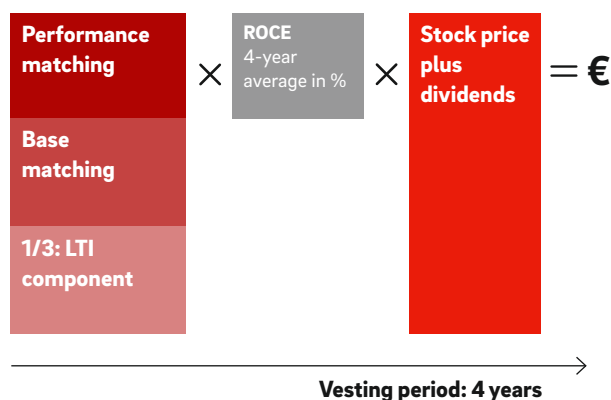 Performance
matching
×
ROCE
4-year
average in %
×
Stock price
plus
dividends
= €
Base
matching
1/3: LTI
component
Vesting period: 4 years